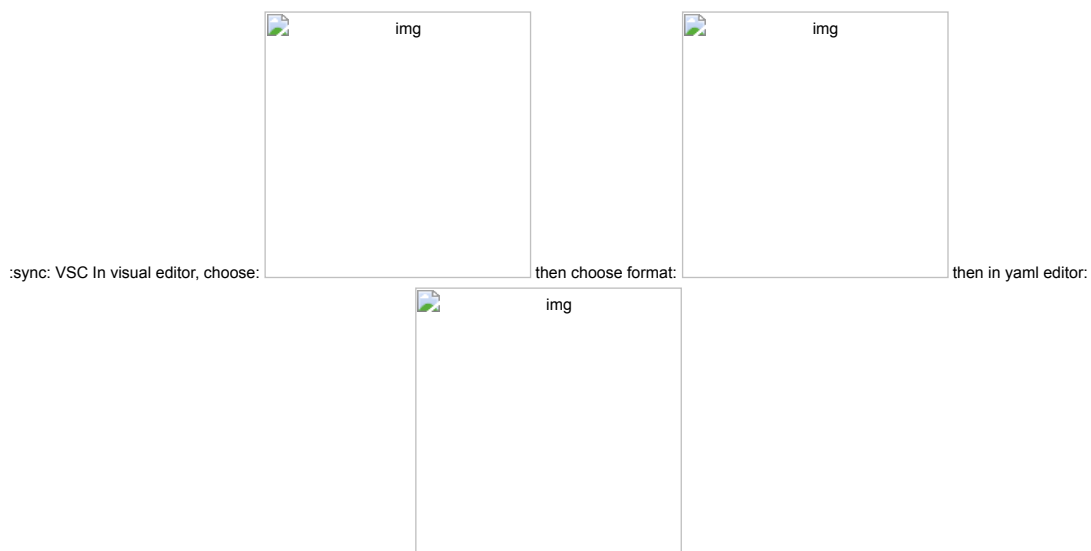 img img
:sync: VSC In visual editor, choose: then choose format: then in yaml editor:
img